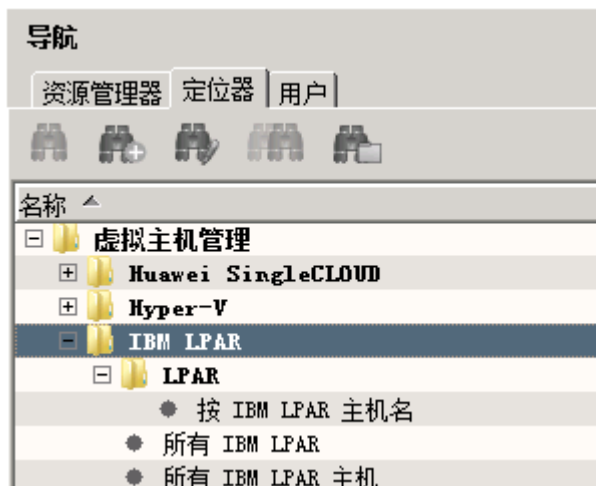 导航
资源管理器 定位器 用户
名称
虚拟主机管理
Huawei SingleCLOUD
Hyper-V
IBM LPAR
LPAR
按 IBM LPAR 主机名
所有 IBM LPAR
所有 IBM LPAR 主机